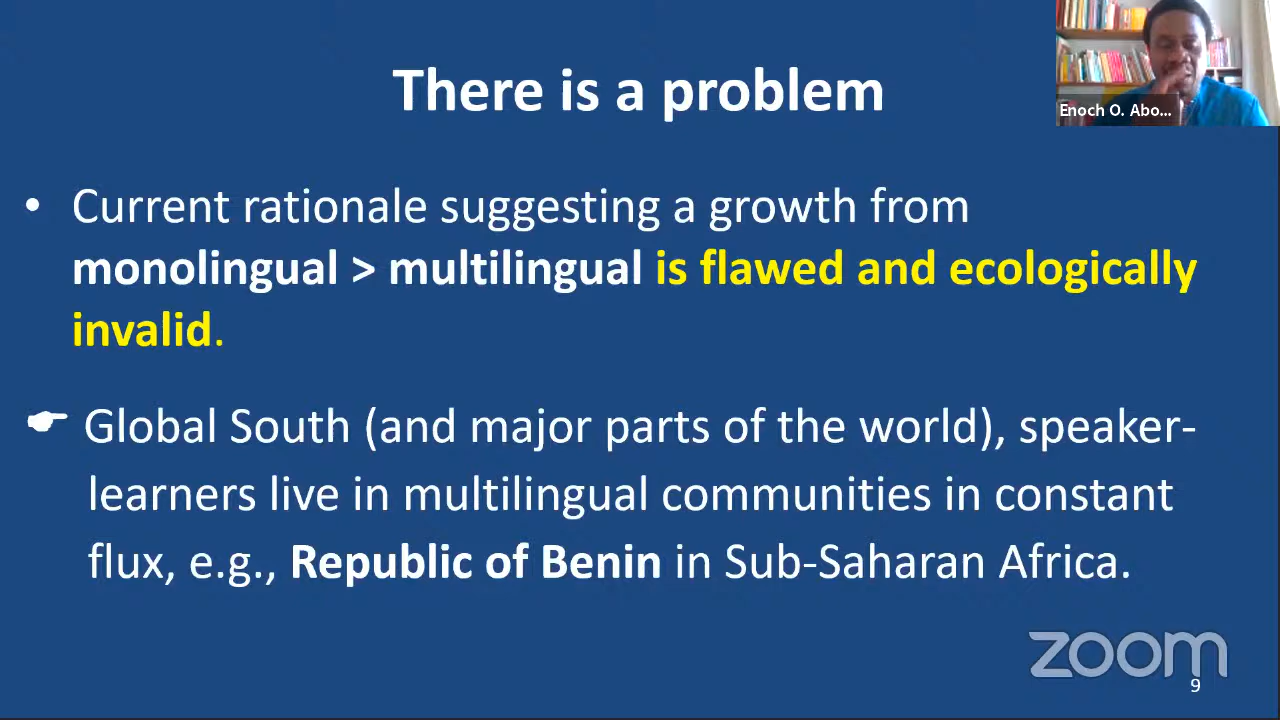 There is a problem
Enoch O. Abo...
• Current rationale suggesting a growth from
monolingual > multilingual is flawed and ecologically
invalid.
☛ Global South (and major parts of the world), speaker-
learners live in multilingual communities in constant
flux, e.g., Republic of Benin in Sub-Saharan Africa.
zoom
9